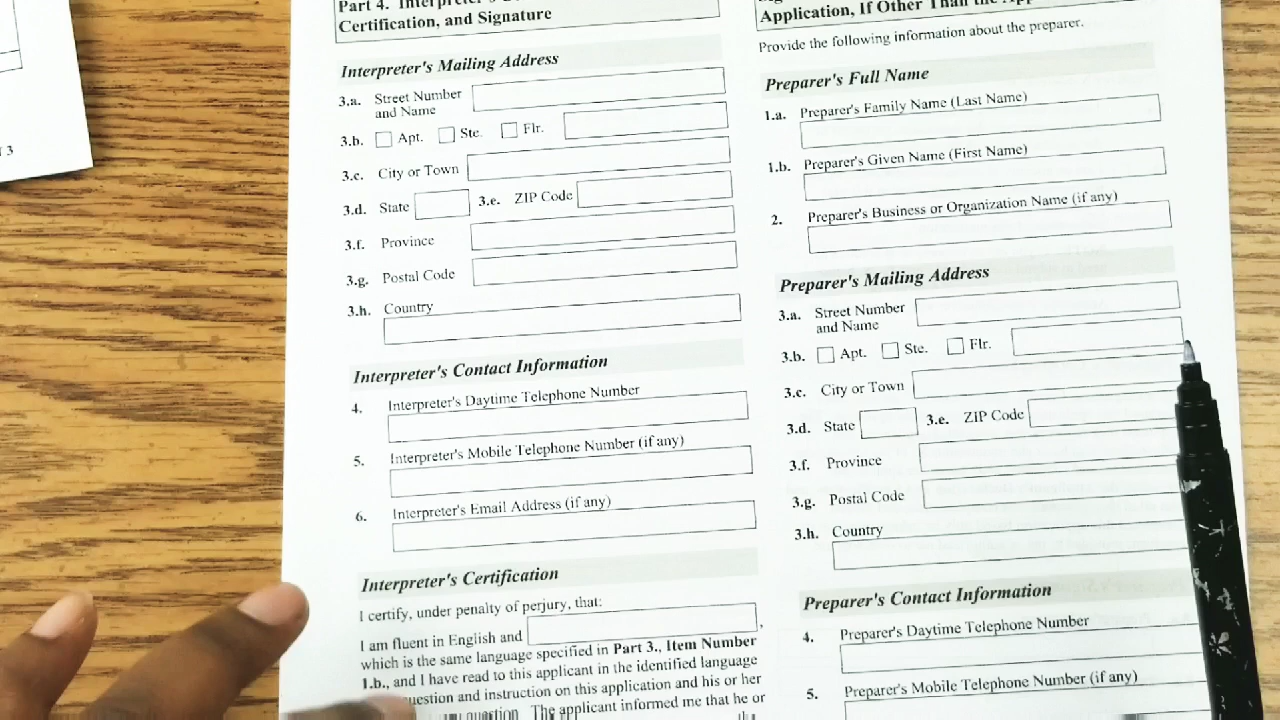 Part 4. Interpreter's
Certification, and Signature
Interpreter's Mailing Address
3.a. Street Number
and Name
3.b. Apt. Ste. Flr.
3.c. City or Town
3.d. State 3.e. ZIP Code
3.f. Province
3.g. Postal Code
3.h. Country
Interpreter's Contact Information
4. Interpreter's Daytime Telephone Number
5. Interpreter's Mobile Telephone Number (if any)
6. Interpreter's Email Address (if any)
Interpreter's Certification
I certify, under penalty of perjury, that:
I am fluent in English and ,
which is the same language specified in Part 3., Item Number
1.b., and I have read to this applicant in the identified language
question and instruction on this application and his or her
question. The applicant informed me that he or
Application, If Other Than the
Provide the following information about the preparer.
Preparer's Full Name
1.a. Preparer's Family Name (Last Name)
1.b. Preparer's Given Name (First Name)
2. Preparer's Business or Organization Name (if any)
Preparer's Mailing Address
3.a. Street Number
and Name
3.b. Apt. Ste. Flr.
3.c. City or Town
3.d. State 3.e. ZIP Code
3.f. Province
3.g. Postal Code
3.h. Country
Preparer's Contact Information
4. Preparer's Daytime Telephone Number
5. Preparer's Mobile Telephone Number (if any)
3